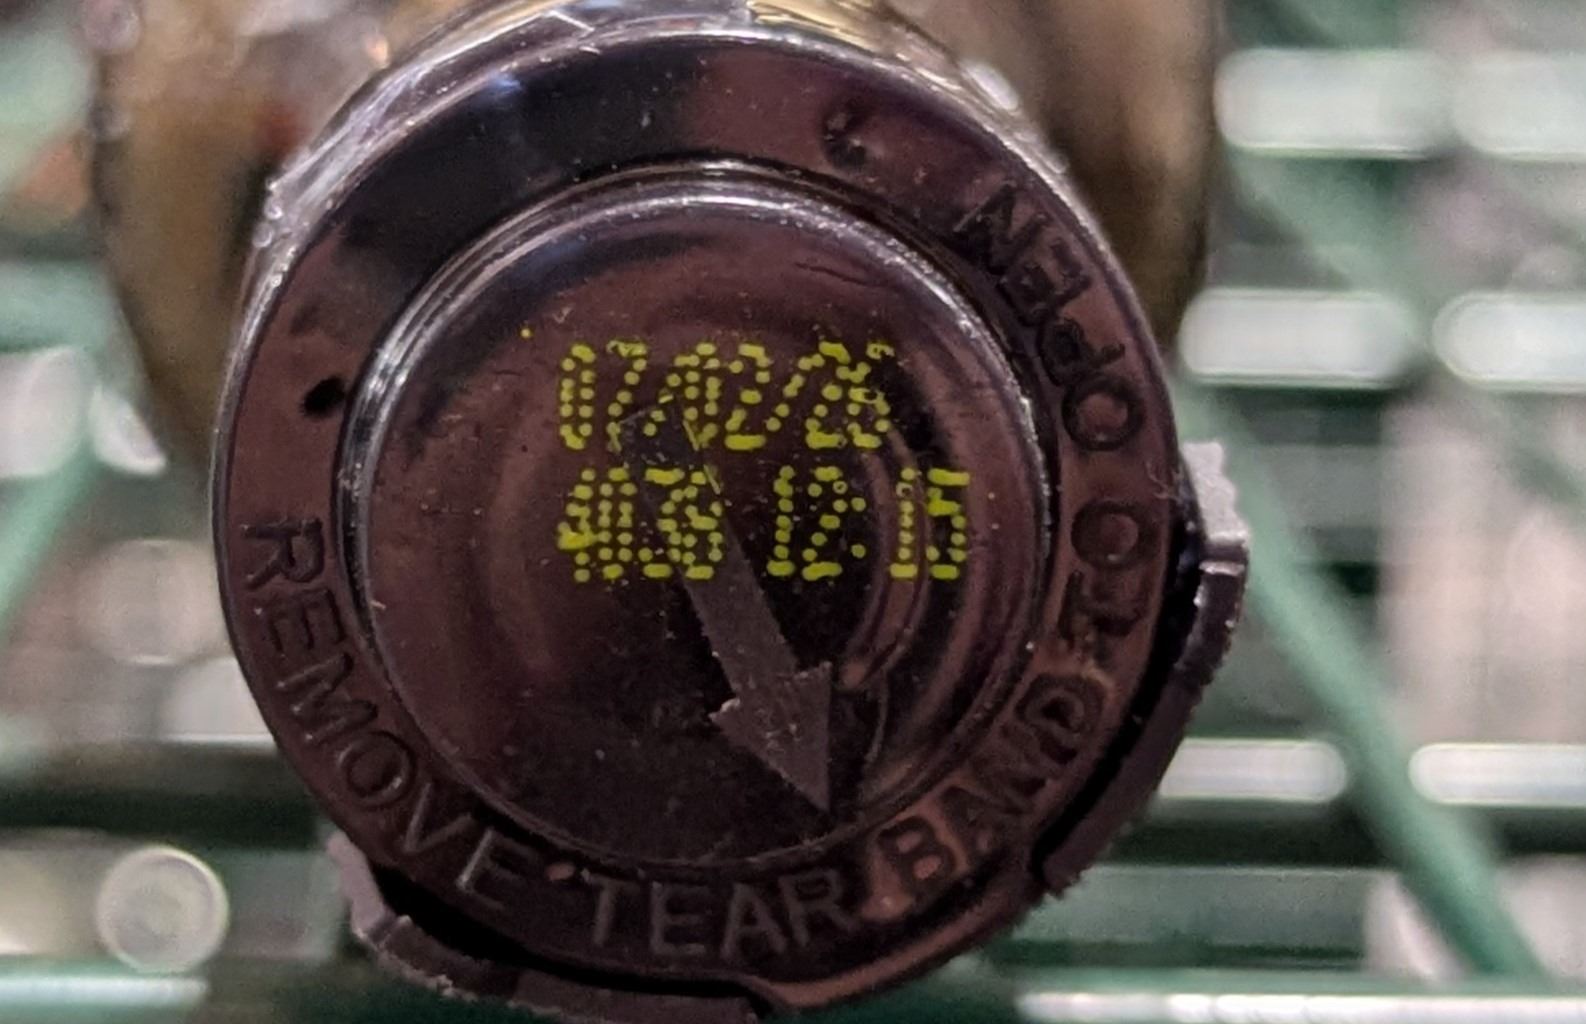 07/02/26
12:15
REMOVE TEAR BAND TO OPEN